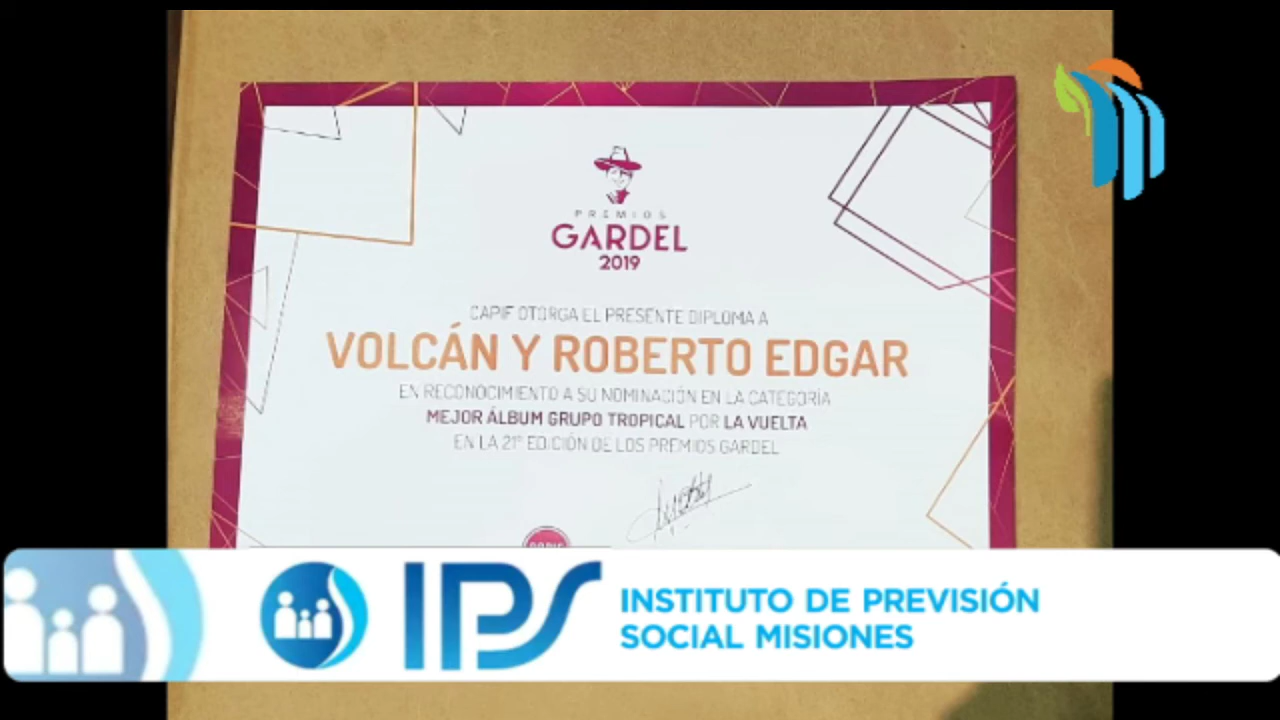 PREMIOS
GARDEL
2019
CAPIF OTORGA EL PRESENTE DIPLOMA A
VOLCÁN Y ROBERTO EDGAR
EN RECONOCIMIENTO A SU NOMINACIÓN EN LA CATEGORÍA
MEJOR ÁLBUM GRUPO TROPICAL POR LA VUELTA
EN LA 21° EDICIÓN DE LOS PREMIOS GARDEL
IPS
INSTITUTO DE PREVISIÓN
SOCIAL MISIONES